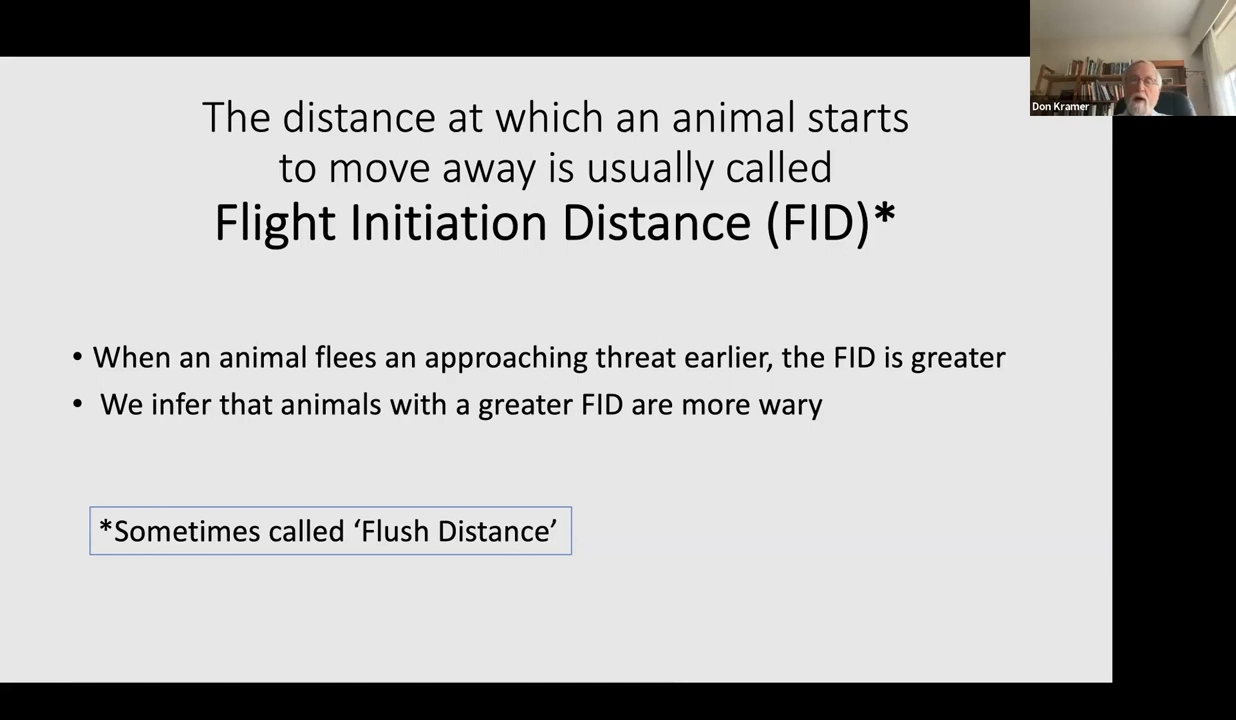 The distance at which an animal starts
to move away is usually called
Flight Initiation Distance (FID)*
• When an animal flees an approaching threat earlier, the FID is greater
• We infer that animals with a greater FID are more wary
*Sometimes called ‘Flush Distance’
Don Kramer